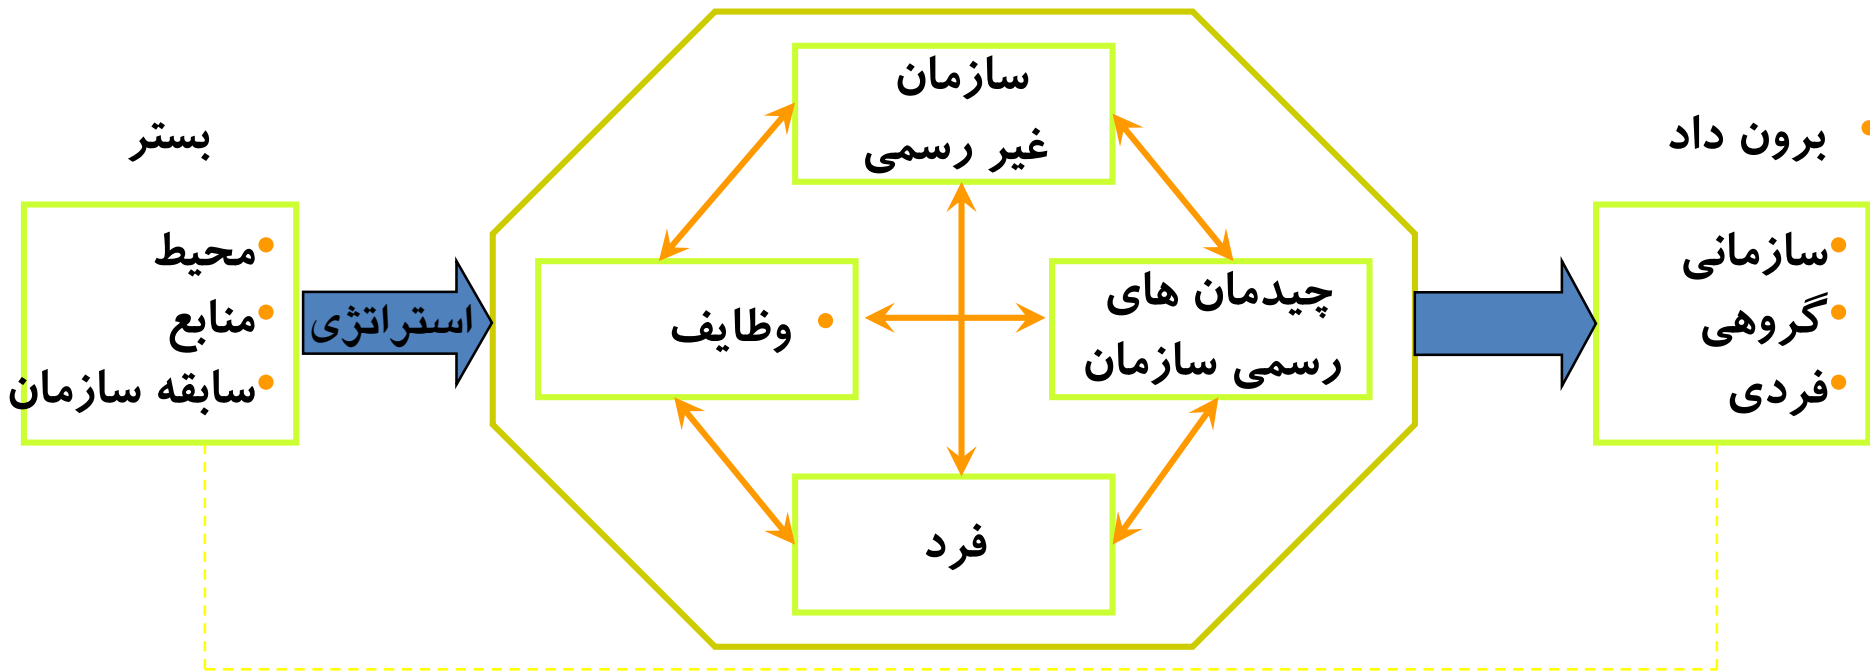 بستر
• محیط
• منابع
• سابقه سازمان
استراتژی
سازمان
غیر رسمی
• وظایف
چیدمان های
رسمی سازمان
فرد
• برون داد
• سازمانی
• گروهی
• فردی